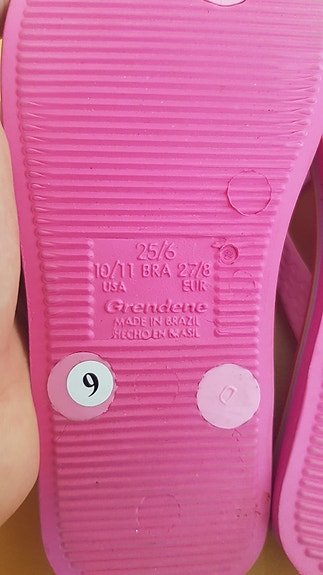 25/6
10/11 BRA 27/8
USA EUR
Grendene
MADE IN BRAZIL
HECHO EN BRASIL
9